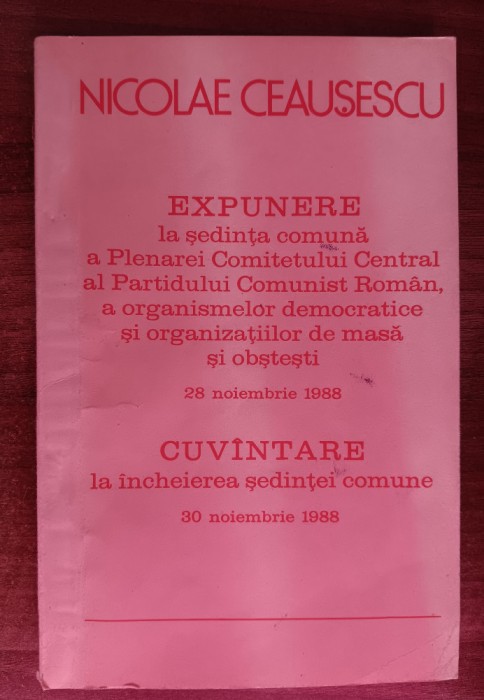 NICOLAE CEAUȘESCU
EXPUNERE
la ședința comună
a Plenarei Comitetului Central
al Partidului Comunist Român,
a organismelor democratice
și organizațiilor de masă
și obștești
28 noiembrie 1988
CUVÎNTARE
la încheierea ședinței comune
30 noiembrie 1988